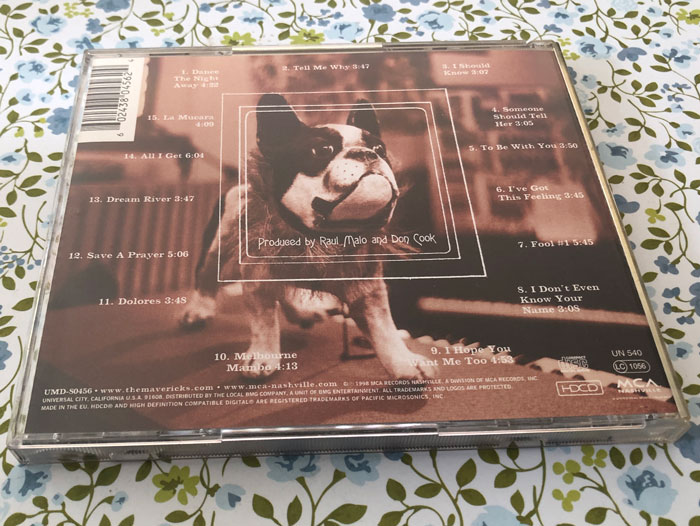 1. Dance
The Night
Away 4:22
2. Tell Me Why 3:47
3. I Should
Know 3:07
4. Someone
Should Tell
Her 3:05
5. To Be With You 3:50
6. I've Got
This Feeling 3:45
7. Fool #1 5:45
8. I Don't Even
Know Your
Name 3:08
9. I Hope You
Want Me Too 4:53
10. Melbourne
Mambo 4:13
11. Dolores 3:48
12. Save A Prayer 5:06
13. Dream River 3:47
14. All I Get 6:04
15. La Mucara
4:09
Produced by Raul Malo and Don Cook
6 02438 04562 4
UMD-80456 • www.themavericks.com • www.mca-nashville.com © 1998 MCA RECORDS NASHVILLE, A DIVISION OF MCA RECORDS, INC.
UNIVERSAL CITY, CALIFORNIA U.S.A. 91608. DISTRIBUTED BY THE LOCAL BMG COMPANY, A UNIT OF BMG ENTERTAINMENT. ALL TRADEMARKS AND LOGOS ARE PROTECTED.
MADE IN THE EU. HDCD® AND HIGH DEFINITION COMPATIBLE DIGITAL® ARE REGISTERED TRADEMARKS OF PACIFIC MICROSONICS, INC.
HDCD
UN 540
LC 1056
MCA
NASHVILLE